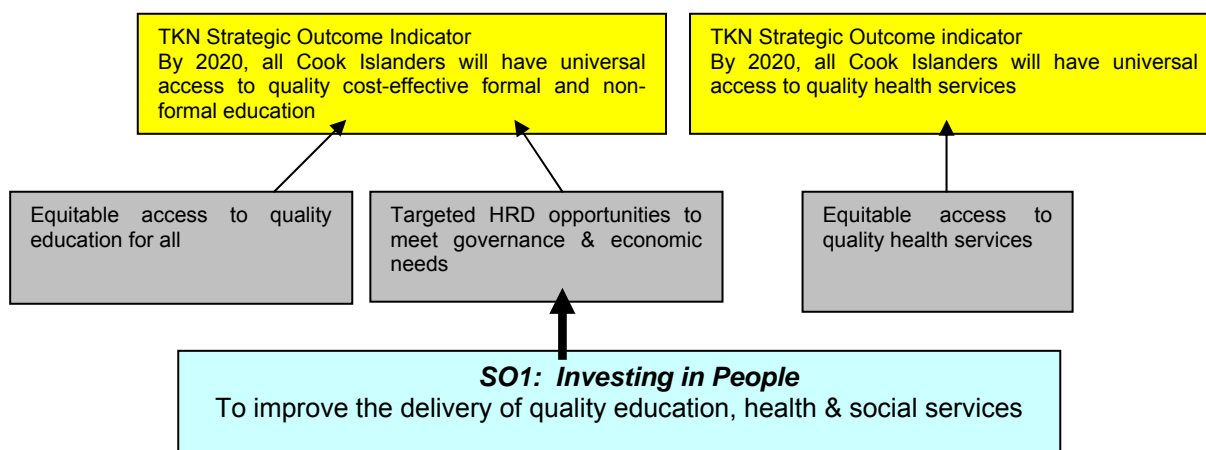 TKN Strategic Outcome Indicator
By 2020, all Cook Islanders will have universal
access to quality cost-effective formal and non-
formal education
TKN Strategic Outcome indicator
By 2020, all Cook Islanders will have universal
access to quality health services
Equitable access to quality
education for all
Targeted HRD opportunities to
meet governance & economic
needs
Equitable access to
quality health services
SO1: Investing in People
To improve the delivery of quality education, health & social services